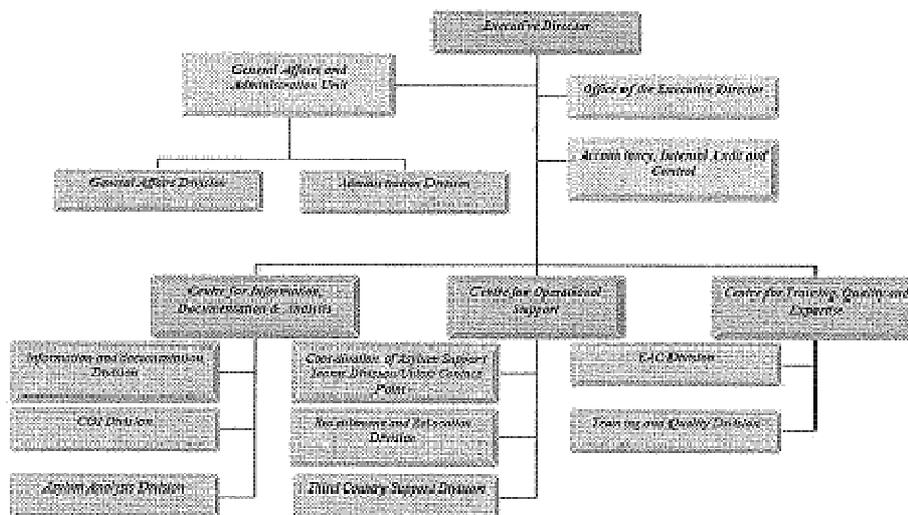 Executive
Director
General Affairs and
Administration Unit
Office of the Executive Director
Accountancy, Internal Audit and
Control
General Affairs Division
Administration Division
Centre for Information,
Documentation & Analysis
Centre for Operational
Support
Center for Training, Quality and
Expertise
Information and documentation
Division
Coordination of Asylum Support
Teams Division/Union Contact
Point
EAC Division
COI Division
and Relocation
Division
Training and Quality Division
Asylum Analysis Division
Third Country Support Division